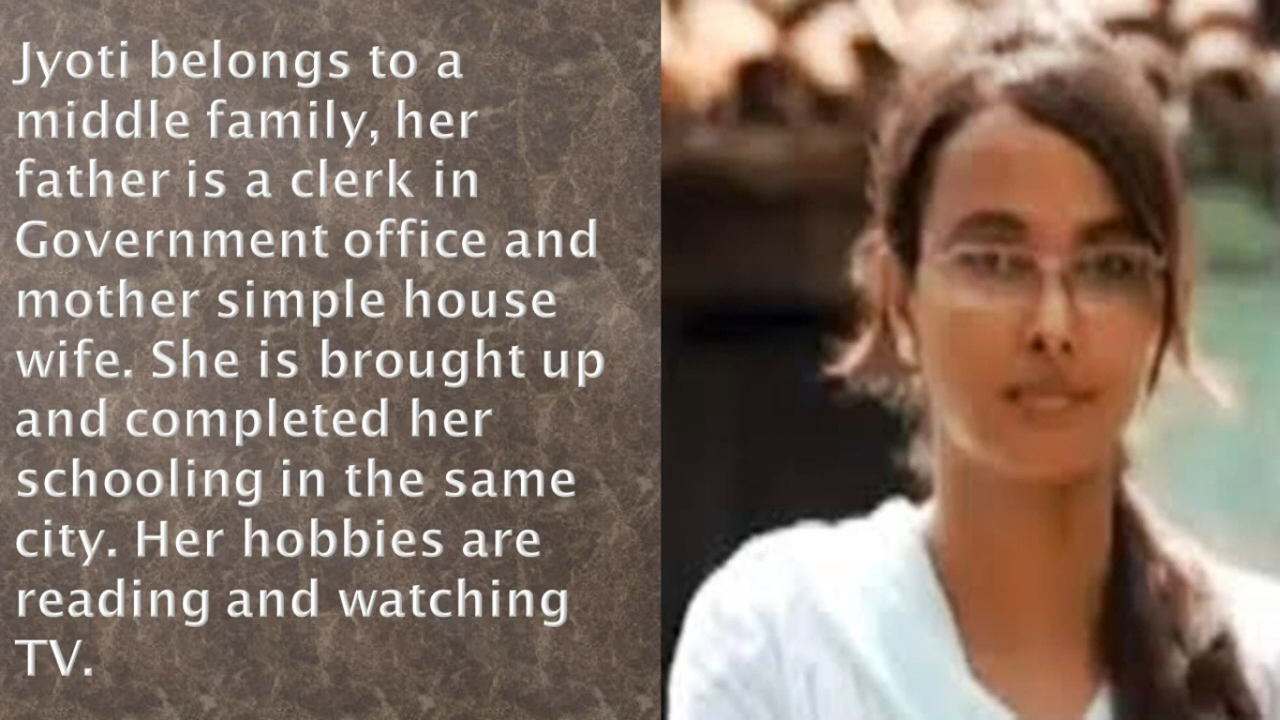 Jyoti belongs to a
middle family, her
father is a clerk in
Government office and
mother simple house
wife. She is brought up
and completed her
schooling in the same
city. Her hobbies are
reading and watching
TV.